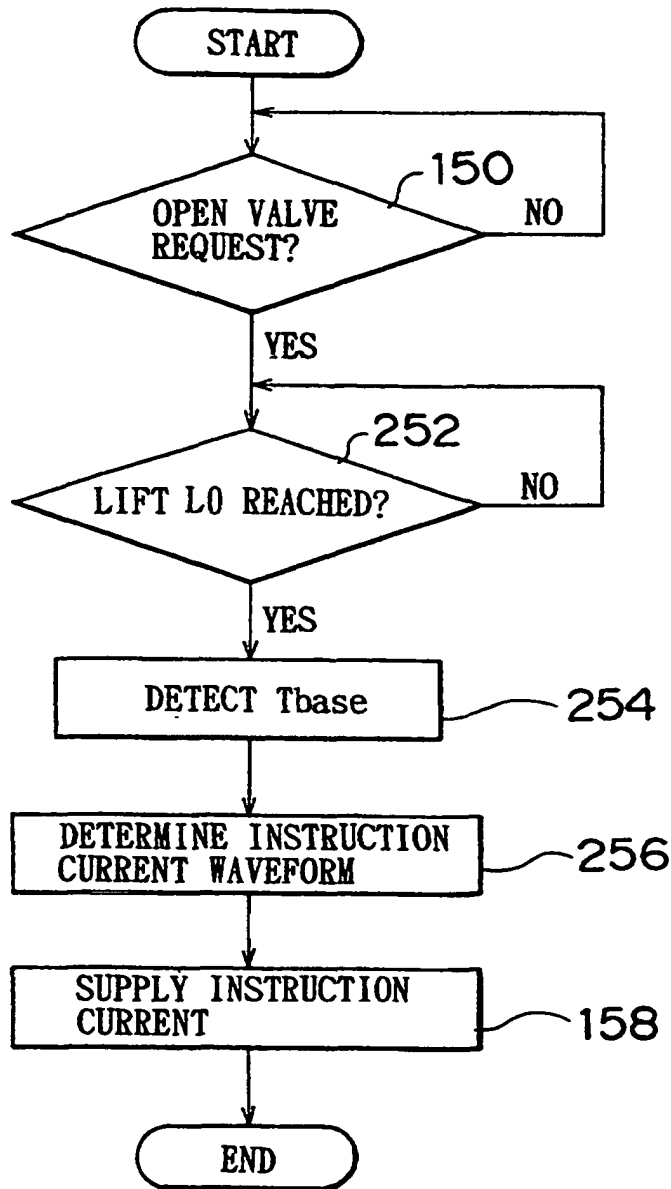 START
150
OPEN VALVE
REQUEST?
NO
YES
252
LIFT L0 REACHED?
NO
YES
DETECT Tbase
254
DETERMINE INSTRUCTION
CURRENT WAVEFORM
256
SUPPLY INSTRUCTION
CURRENT
158
END